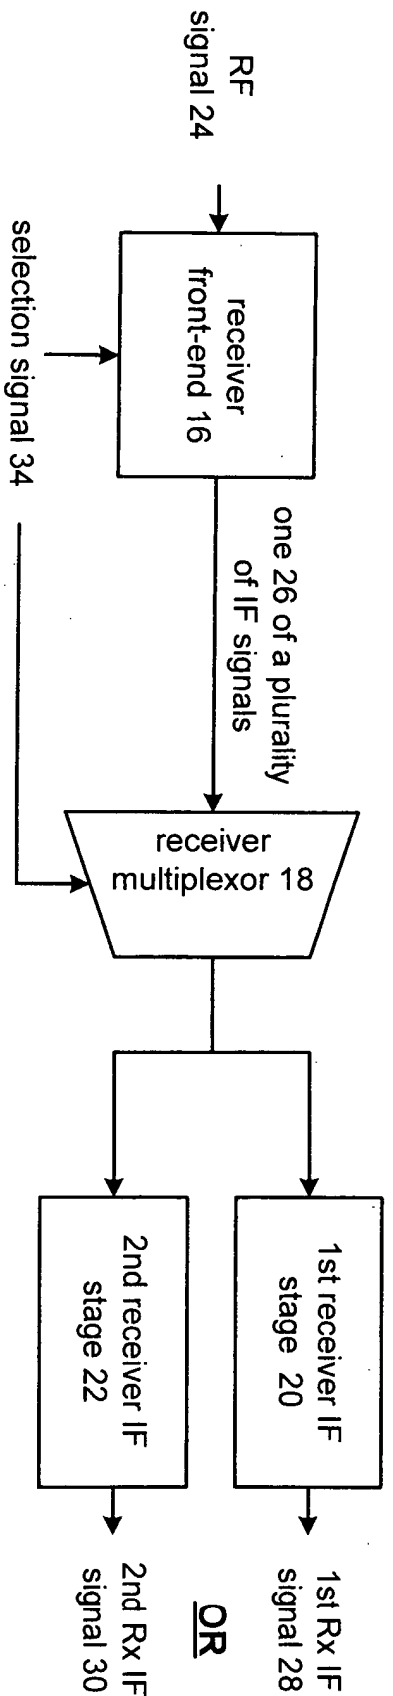 RF
signal 24
receiver
front-end 16
selection signal 34
one 26 of a plurality
of IF signals
receiver
multiplexor 18
1st receiver IF
stage 20
2nd receiver IF
stage 22
1st Rx IF
signal 28
OR
2nd Rx IF
signal 30